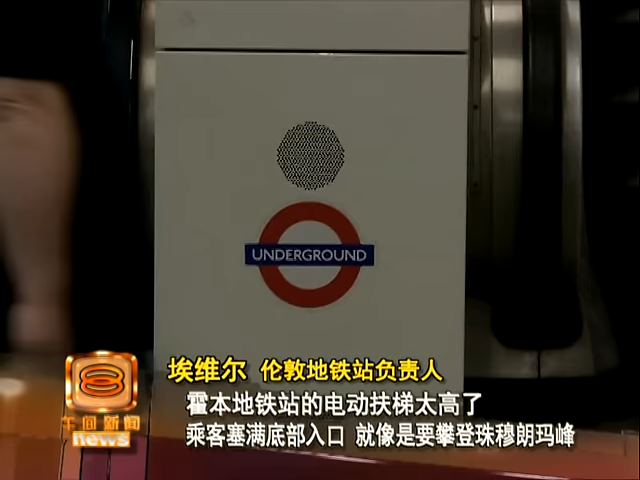 UNDERGROUND
埃维尔 伦敦地铁站负责人
霍本地铁站的电动扶梯太高了
乘客塞满底部入口 就像是要攀登珠穆朗玛峰
8
午间新闻
news